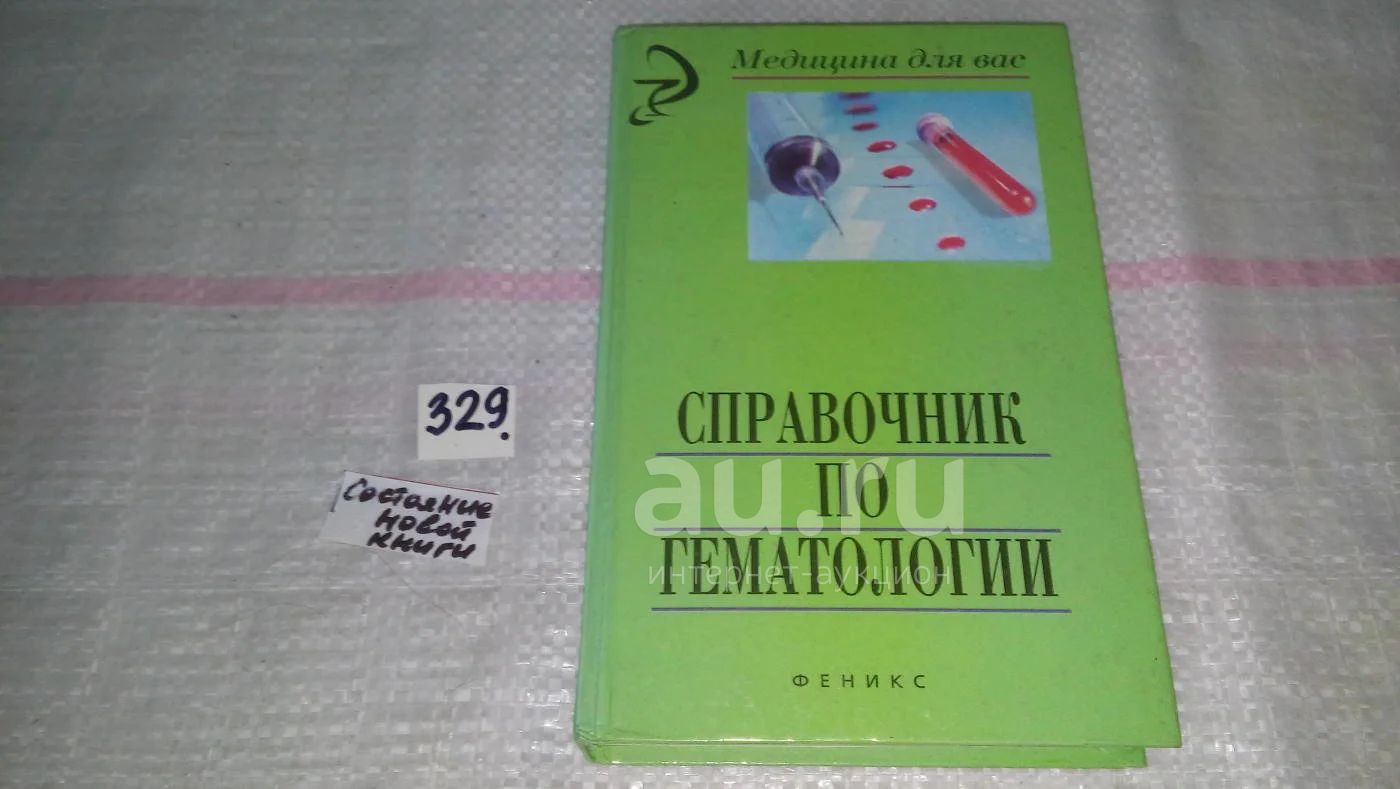 Медицина для вас
СПРАВОЧНИК
ПО
ГЕМАТОЛОГИИ
ФЕНИКС
329.
Состояние
новой
книги
au.ru
интернет-аукцион